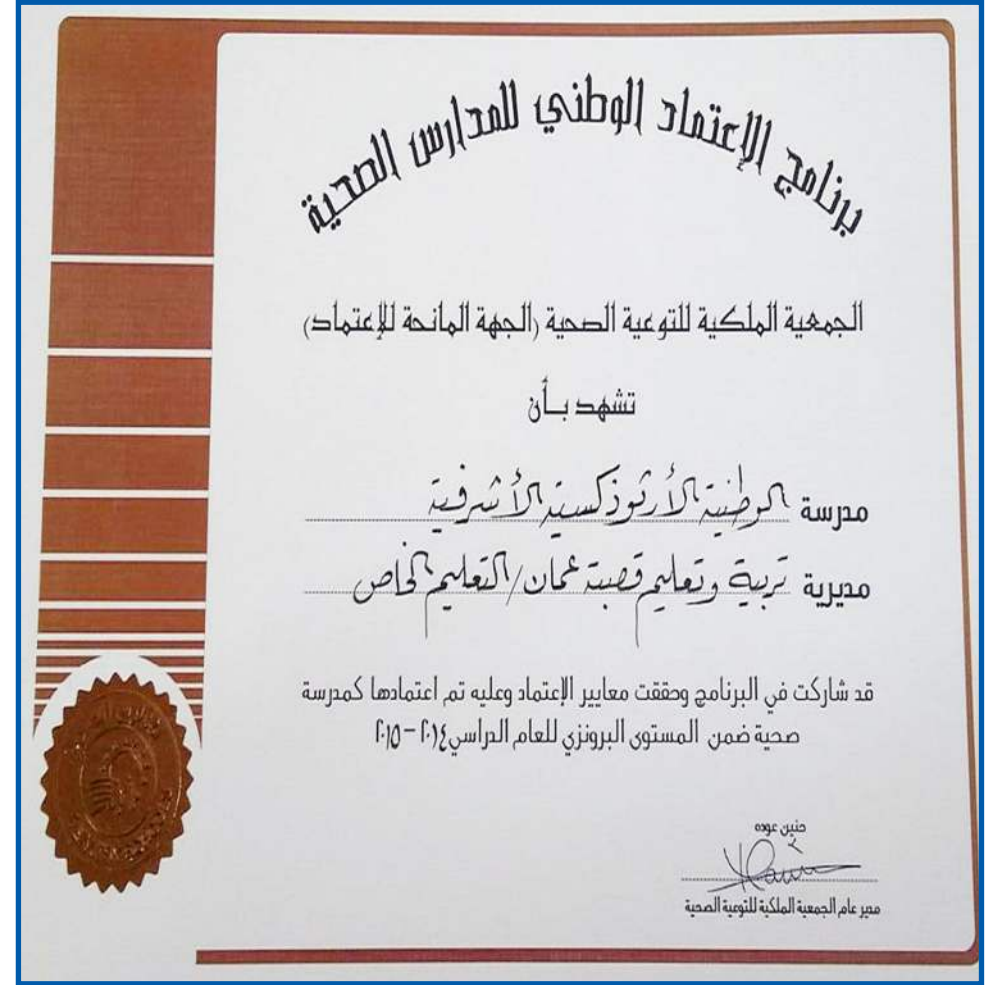 برنامج الإعتماد الوطني للمدارس الصحية
الجمعية الملكية للتوعية الصحية (الجهة المانحة للإعتماد)
تشهد بأن
مدرسة الوطنية الأرثوذكسية الأشرفية
مديرية تربية وتعليم قصبة عمان / التعليم الخاص
قد شاركت في البرنامج وحققت معايير الإعتماد وعليه تم اعتمادها كمدرسة
صحية ضمن المستوى البرونزي للعام الدراسي ٢٠١٤ - ٢٠١٥
حنين عوده
مدير عام الجمعية الملكية للتوعية الصحية